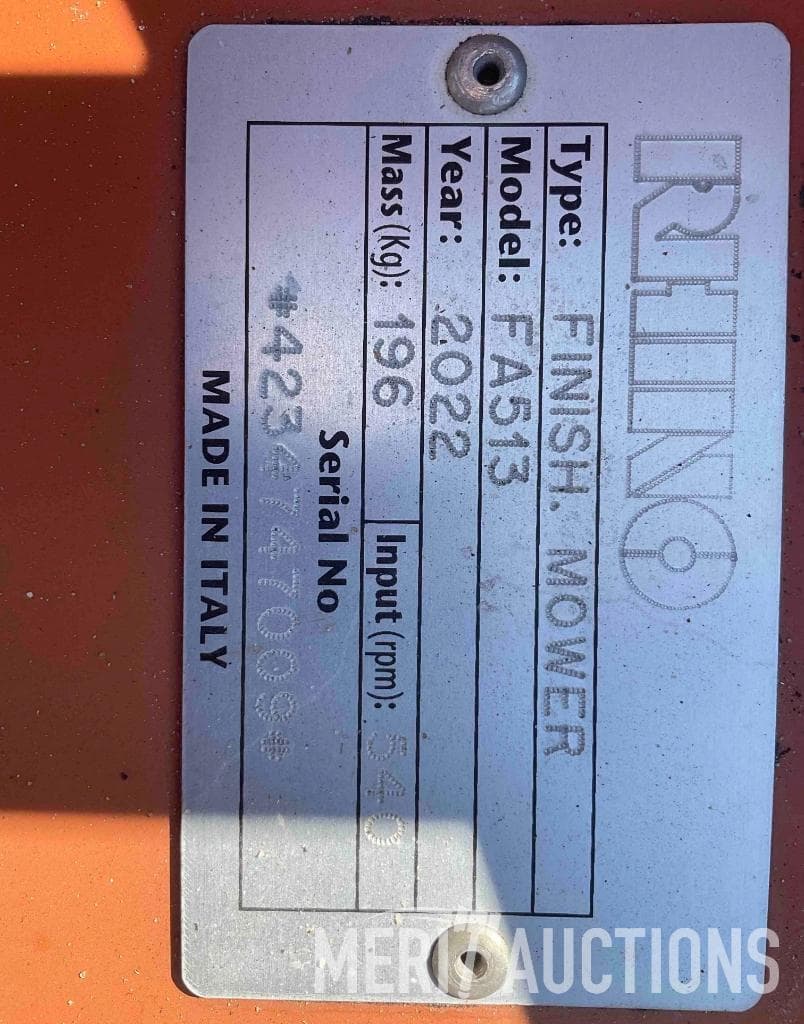 RHINO
Type: FINISH. MOWER
Model: FA513
Year: 2022
Mass (Kg): 196 Input (rpm): 540
Serial No
MADE IN ITALY
MERIT AUCTIONS